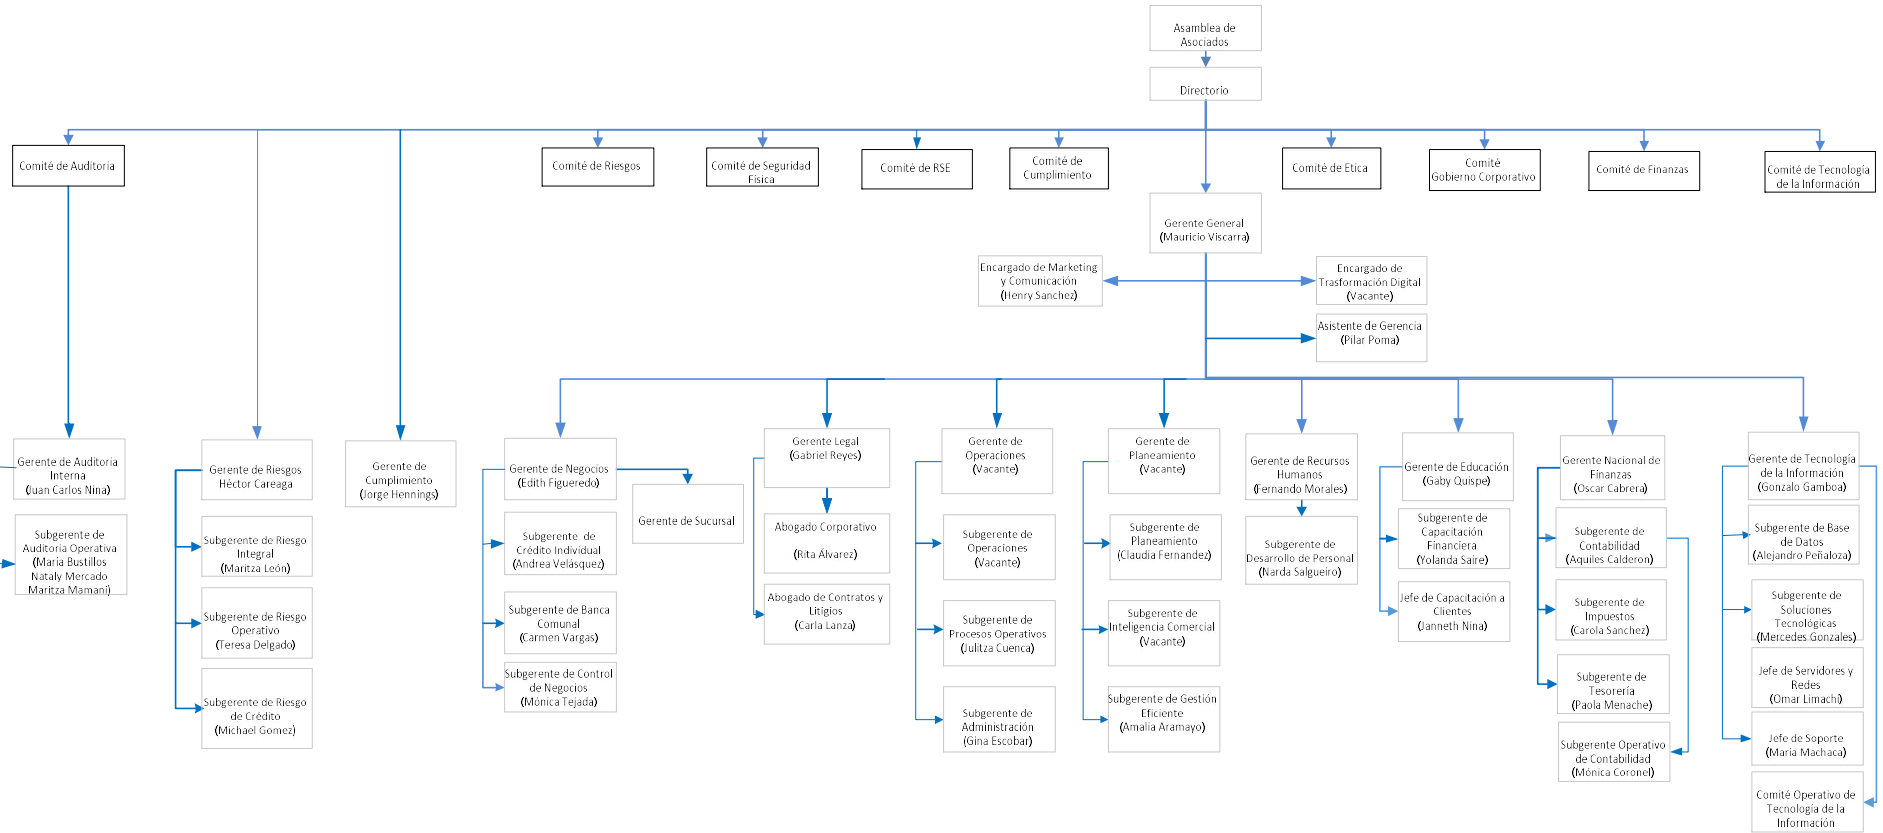 Asamblea de
Asociados
Directorio
Comité de Auditoria
Comité de Riesgos
Comité de Seguridad
Física
Comité de RSE
Comité de
Cumplimiento
Comité de Etica
Comité
Gobierno Corporativo
Comité de Finanzas
Comité de Tecnología
de la Información
Gerente General
(Mauricio Viscarra)
Encargado de Marketing
y Comunicación
(Henry Sanchez)
Encargado de
Trasformación Digital
(Vacante)
Asistente de Gerencia
(Pilar Poma)
Gerente de Auditoria
Interna
(Juan Carlos Nina)
Subgerente de
Auditoria Operativa
(María Bustillos
Nataly Mercado
Maritza Mamani)
Gerente de Riesgos
Héctor Careaga
Subgerente de Riesgo
Integral
(Maritza León)
Subgerente de Riesgo
Operativo
(Teresa Delgado)
Subgerente de Riesgo
de Crédito
(Michael Gomez)
Gerente de
Cumplimiento
(Jorge Hennings)
Gerente de Negocios
(Edith Figueredo)
Gerente de Sucursal
Subgerente de
Crédito Individual
(Andrea Velásquez)
Subgerente de Banca
Comunal
(Carmen Vargas)
Subgerente de Control
de Negocios
(Mónica Tejada)
Gerente Legal
(Gabriel Reyes)
Abogado Corporativo
(Rita Álvarez)
Abogado de Contratos y
Litigios
(Carla Lanza)
Gerente de
Operaciones
(Vacante)
Subgerente de
Operaciones
(Vacante)
Subgerente de
Procesos Operativos
(Julitza Cuenca)
Subgerente de
Administración
(Gina Escobar)
Gerente de
Planeamiento
(Vacante)
Subgerente de
Planeamiento
(Claudia Fernandez)
Subgerente de
Inteligencia Comercial
(Vacante)
Subgerente de Gestión
Eficiente
(Amalia Aramayo)
Gerente de Recursos
Humanos
(Fernando Morales)
Subgerente de
Desarrollo de Personal
(Narda Salgueiro)
Gerente de Educación
(Gaby Quispe)
Subgerente de
Capacitación
Financiera
(Yolanda Saire)
Jefe de Capacitación a
Clientes
(Janneth Nina)
Gerente Nacional de
Finanzas
(Oscar Cabrera)
Subgerente de
Contabilidad
(Aquiles Calderon)
Subgerente de
Impuestos
(Carola Sanchez)
Subgerente de
Tesorería
(Paola Menache)
Subgerente Operativo
de Contabilidad
(Mónica Coronel)
Gerente de Tecnología
de la Información
(Gonzalo Gamboa)
Subgerente de Base
de Datos
(Alejandro Peñaloza)
Subgerente de
Soluciones
Tecnológicas
(Mercedes Gonzales)
Jefe de Servidores y
Redes
(Omar Limachi)
Jefe de Soporte
(Maria Machaca)
Comité Operativo de
Tecnología de la
Información